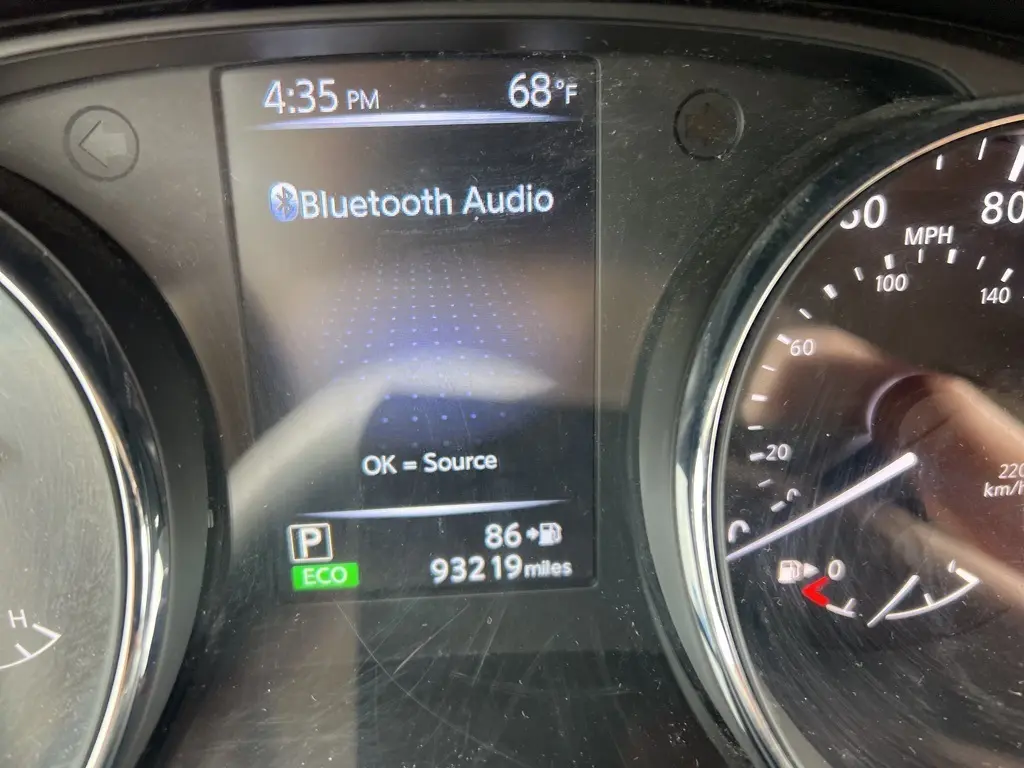 4:35 PM 68°F
Bluetooth Audio
OK = Source
P
86
ECO
93219 miles
80
MPH
100
140
60
20
220
km/h
0
H